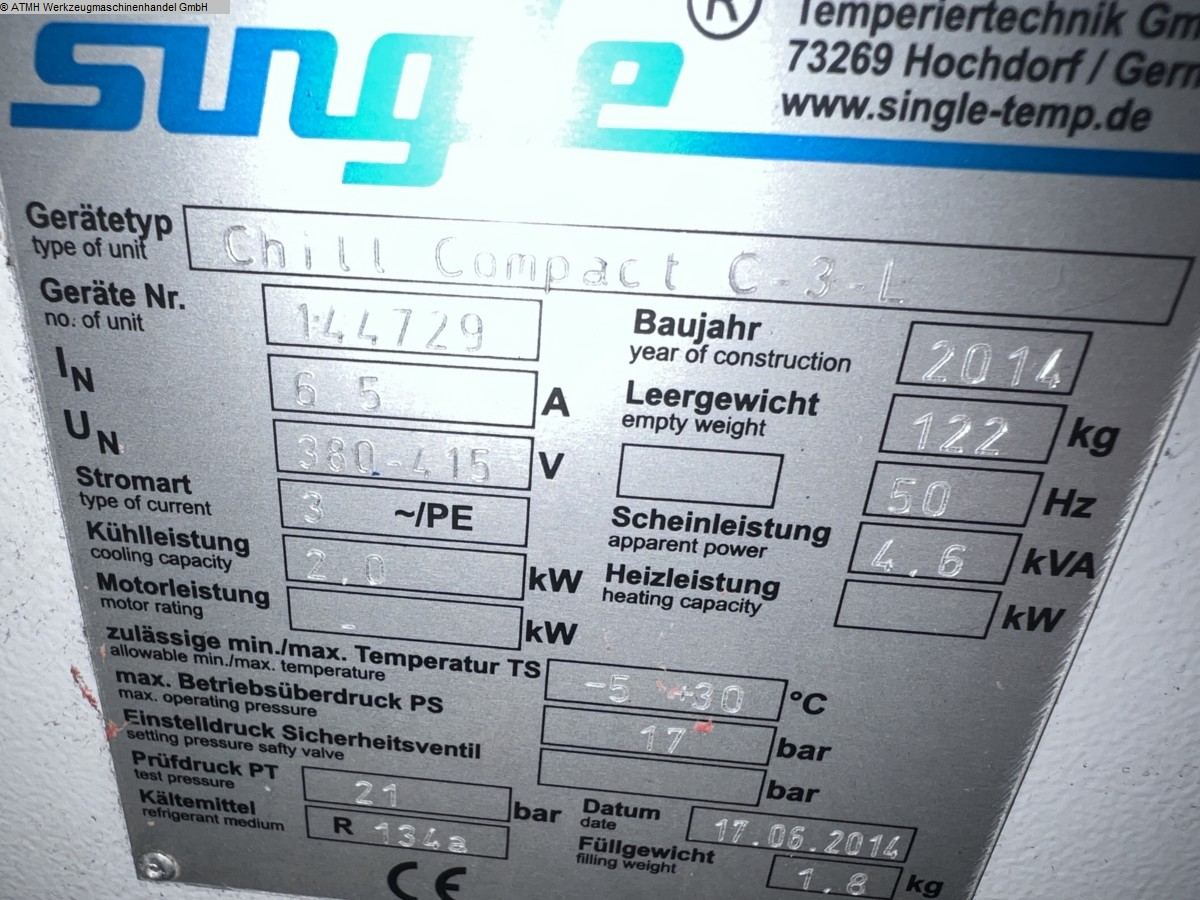 © ATMH Werkzeugmaschinenhandel GmbH
single ®
Temperiertechnik Gm
73269 Hochdorf / Germ
www.single-temp.de
Gerätetyp
type of unit
Chill Compact C-3-L
Geräte Nr.
no. of unit
144729
Baujahr
year of construction
2014
IN
6 5 A
Leergewicht
empty weight
122 kg
UN
380-415 V
50 Hz
Stromart
type of current
3 ~/PE
Scheinleistung
apparent power
4.6 kVA
Kühlleistung
cooling capacity
2,0 kW
Heizleistung
heating capacity
kW
Motorleistung
motor rating
- kW
zulässige min./max. Temperatur TS
allowable min./max. temperature
-5 +30 °C
max. Betriebsüberdruck PS
max. operating pressure
17 bar
Einstelldruck Sicherheitsventil
setting pressure safty valve
bar
Prüfdruck PT
test pressure
21 bar
Datum
date
17.06.2014
Kältemittel
refrigerant medium
R 134a
Füllgewicht
filling weight
1.8 kg
CE